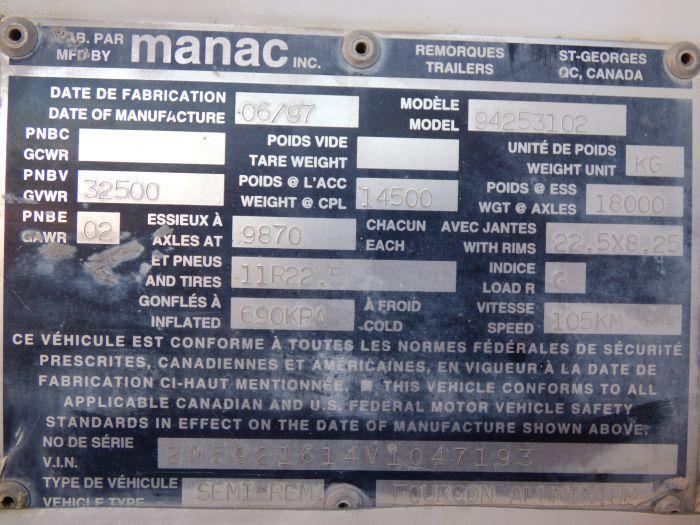 FAB. PAR
MFD BY
manac INC.
REMORQUES
TRAILERS
ST-GEORGES
QC, CANADA
DATE DE FABRICATION
DATE OF MANUFACTURE
06/97
MODÈLE
MODEL
94253102
PNBC
GCWR
POIDS VIDE
TARE WEIGHT
UNITÉ DE POIDS
WEIGHT UNIT
KG
PNBV
GVWR
32500
POIDS @ L'ACC
WEIGHT @ CPL
14500
POIDS @ ESS
WGT @ AXLES
18000
PNBE
GAWR
02
ESSIEUX À
AXLES AT
9870
CHACUN
EACH
AVEC JANTES
WITH RIMS
22.5X8.25
ET PNEUS
AND TIRES
11R22.5
INDICE
LOAD R
G
GONFLÉS À
INFLATED
690KPA
À FROID
COLD
VITESSE
SPEED
105KM
CE VÉHICULE EST CONFORME À TOUTES LES NORMES FÉDÉRALES DE SÉCURITÉ
PRESCRITES, CANADIENNES ET AMÉRICAINES, EN VIGUEUR À LA DATE DE
FABRICATION CI-HAUT MENTIONNÉE. ■ THIS VEHICLE CONFORMS TO ALL
APPLICABLE CANADIAN AND U.S. FEDERAL MOTOR VEHICLE SAFETY
STANDARDS IN EFFECT ON THE DATE OF MANUFACTURE SHOWN ABOVE.
NO DE SÉRIE
V.I.N.
TYPE DE VÉHICULE
VEHICLE TYPE
SEMI-REM.
FOURGON ALUMINIUM